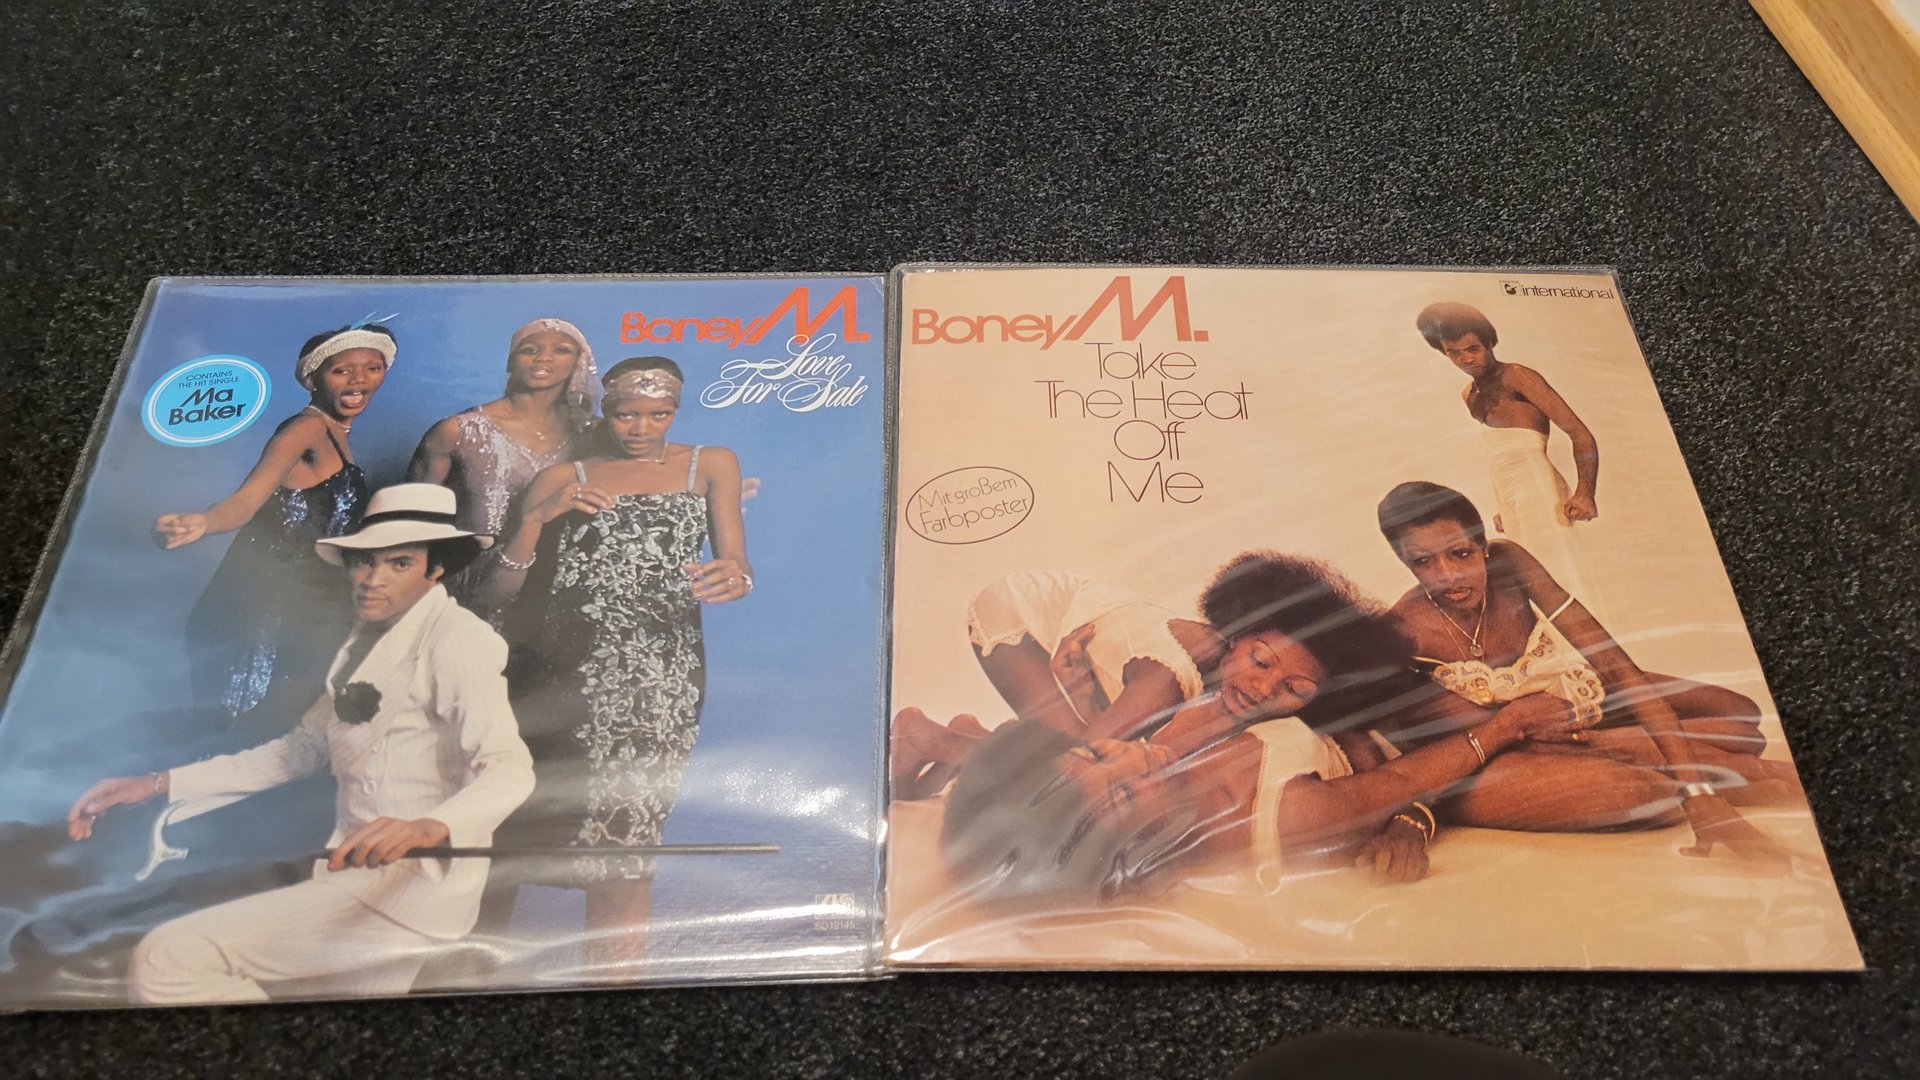 CONTAINS
THE HIT SINGLE
Ma
Baker
Boney M.
Love
For Sale
SD 19145
Boney M.
Take
The Heat
Off
Me
Mit großem
Farbposter
international